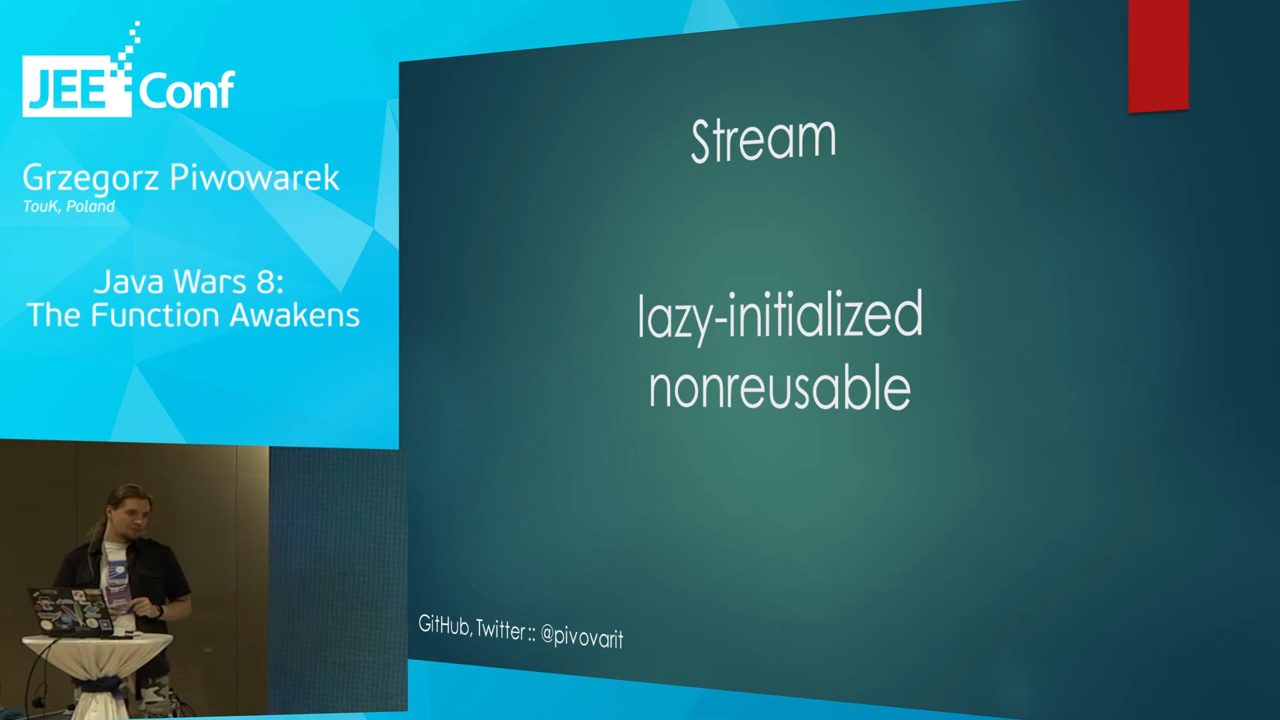 JEE Conf
Grzegorz Piwowarek
TouK, Poland
Java Wars 8:
The Function Awakens
Stream
lazy-initialized
nonreusable
GitHub, Twitter :: @pivovarit